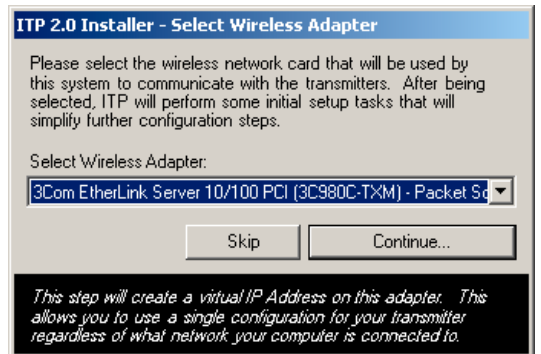 ITP 2.0 Installer - Select Wireless Adapter
Please select the wireless network card that will be used by
this system to communicate with the transmitters. After being
selected, ITP will perform some initial setup tasks that will
simplify further configuration steps.
Select Wireless Adapter:
3Com EtherLink Server 10/100 PCI (3C980C-TXM) - Packet Sc
Skip
Continue...
This step will create a virtual IP Address on this adapter. This
allows you to use a single configuration for your transmitter
regardless of what network your computer is connected to.